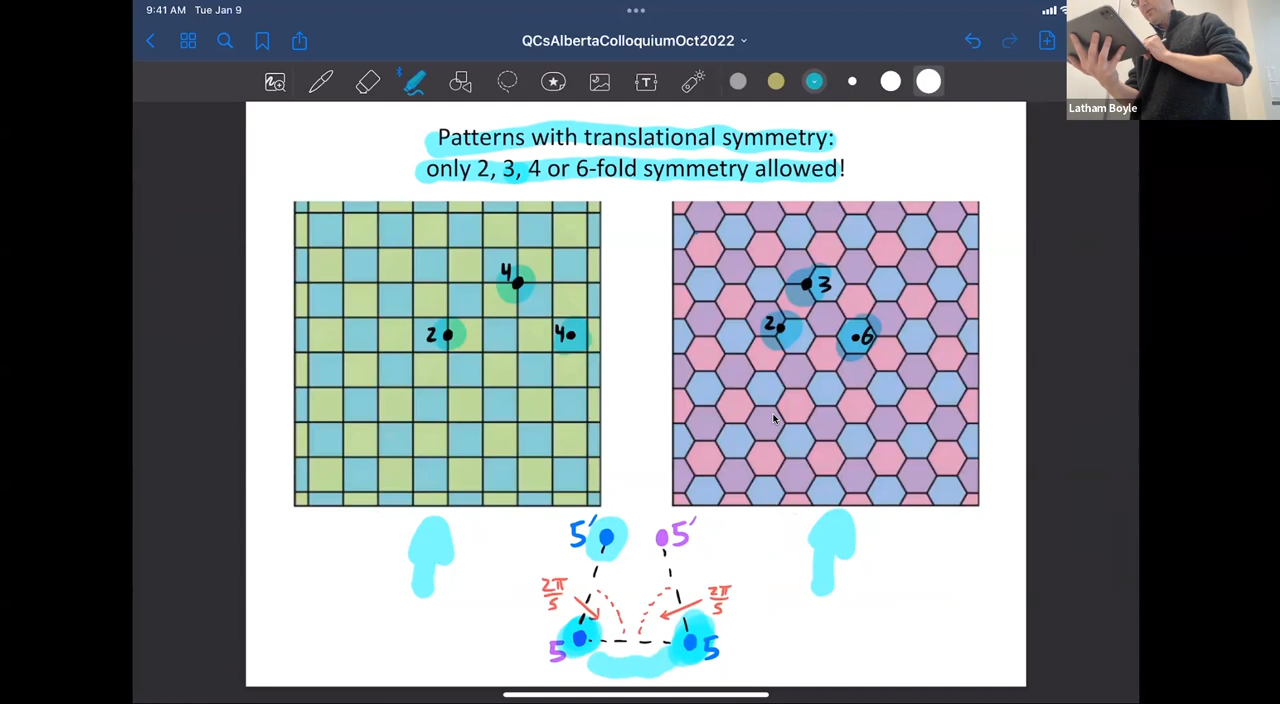 9:41 AM Tue Jan 9
QCsAlbertaColloquiumOct2022
Latham Boyle
Patterns with translational symmetry:
only 2, 3, 4 or 6-fold symmetry allowed!
4
2
4
3
2
6
5′
5′
2π/5
2π/5
5
5